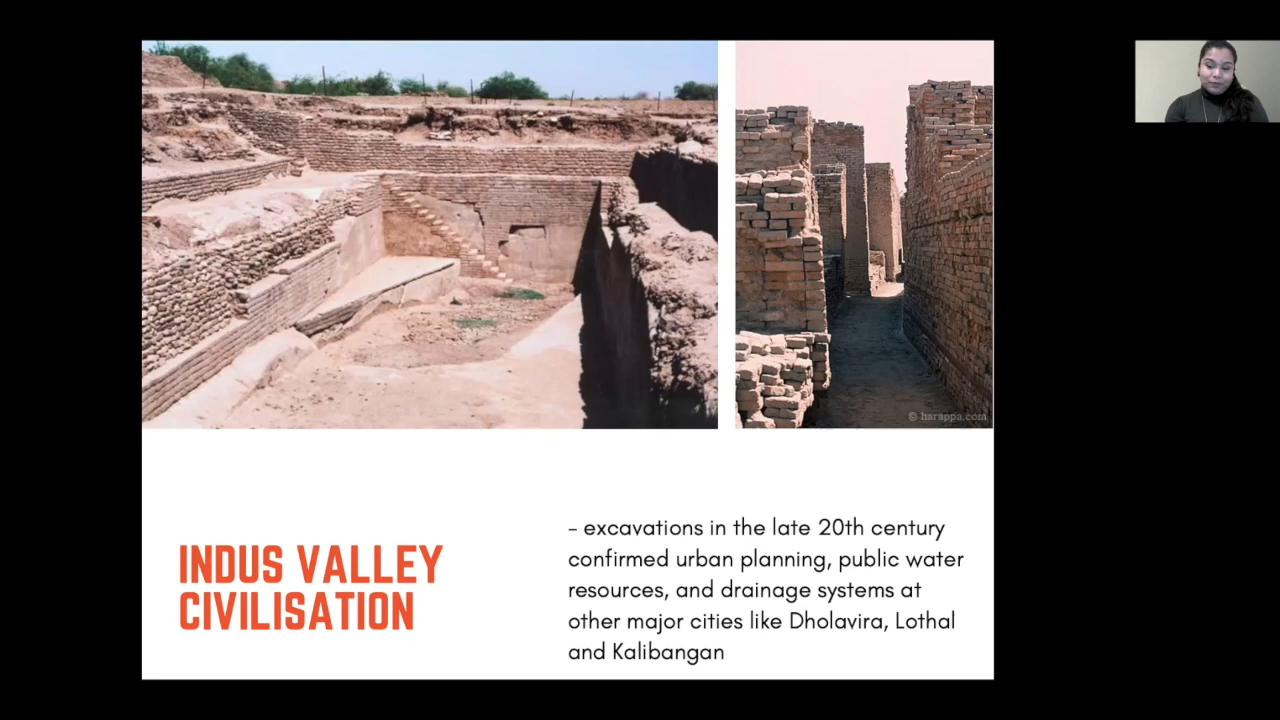 © harappa.com
INDUS VALLEY
CIVILISATION
– excavations in the late 20th century
confirmed urban planning, public water
resources, and drainage systems at
other major cities like Dholavira, Lothal
and Kalibangan